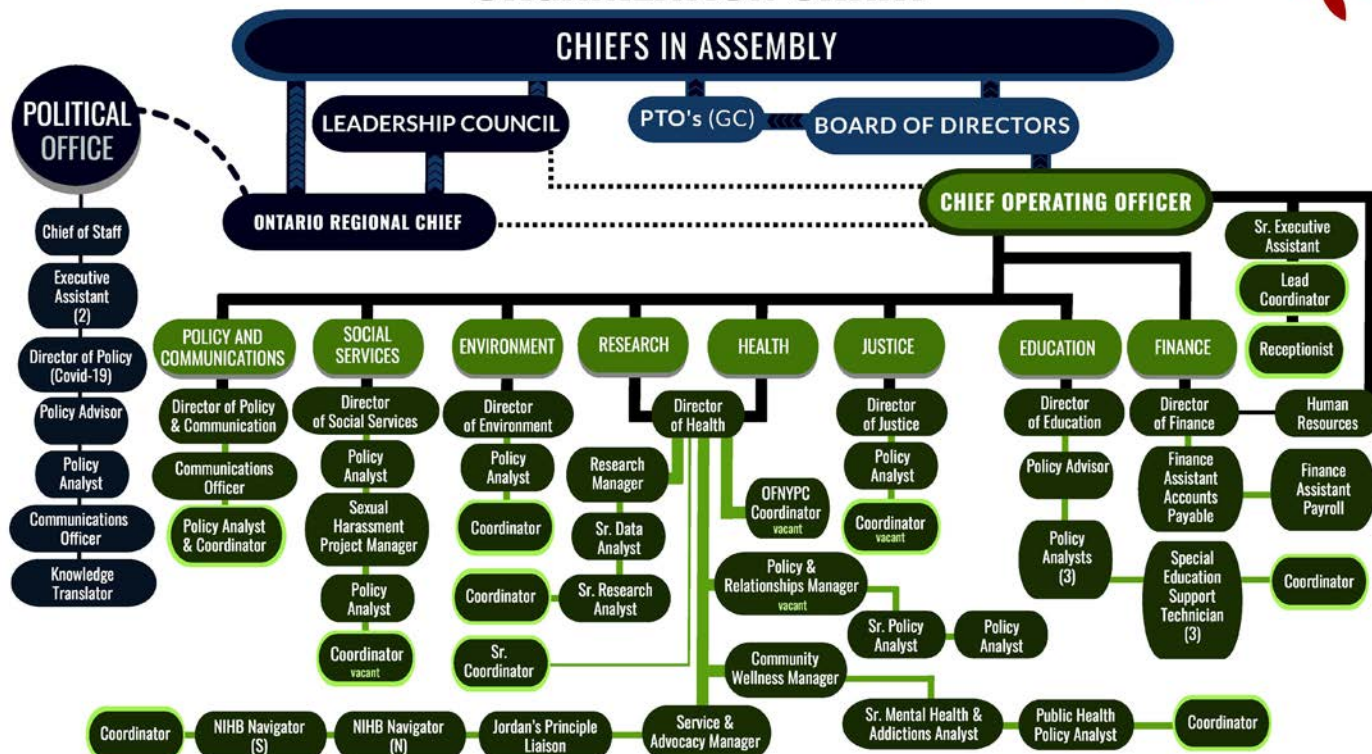 CHIEFS IN ASSEMBLY
POLITICAL
OFFICE
LEADERSHIP COUNCIL
PTO's (GC)
BOARD OF DIRECTORS
ONTARIO REGIONAL CHIEF
CHIEF OPERATING OFFICER
Chief of Staff
Executive
Assistant
(2)
Director of Policy
(Covid-19)
Policy Advisor
Policy
Analyst
Communications
Officer
Knowledge
Translator
Sr. Executive
Assistant
Lead
Coordinator
Receptionist
Human
Resources
POLICY AND
COMMUNICATIONS
Director of Policy
& Communication
Communications
Officer
Policy Analyst
& Coordinator
SOCIAL
SERVICES
Director
of Social Services
Policy
Analyst
Sexual
Harassment
Project Manager
Policy
Analyst
Coordinator
vacant
ENVIRONMENT
Director
of Environment
Policy
Analyst
Coordinator
RESEARCH
HEALTH
Director
of Health
Research
Manager
Sr. Data
Analyst
Sr. Research
Analyst
Coordinator
Sr.
Coordinator
OFNYPC
Coordinator
vacant
Policy &
Relationships Manager
vacant
Sr. Policy
Analyst
Policy
Analyst
Community
Wellness Manager
Sr. Mental Health &
Addictions Analyst
Public Health
Policy Analyst
Coordinator
Service &
Advocacy Manager
Jordan's Principle
Liaison
NIHB Navigator
(N)
NIHB Navigator
(S)
Coordinator
JUSTICE
Director
of Justice
Policy
Analyst
Coordinator
vacant
EDUCATION
Director
of Education
Policy Advisor
Policy
Analysts
(3)
Special
Education
Support
Technician
(3)
Coordinator
FINANCE
Director
of Finance
Finance
Assistant
Accounts
Payable
Finance
Assistant
Payroll